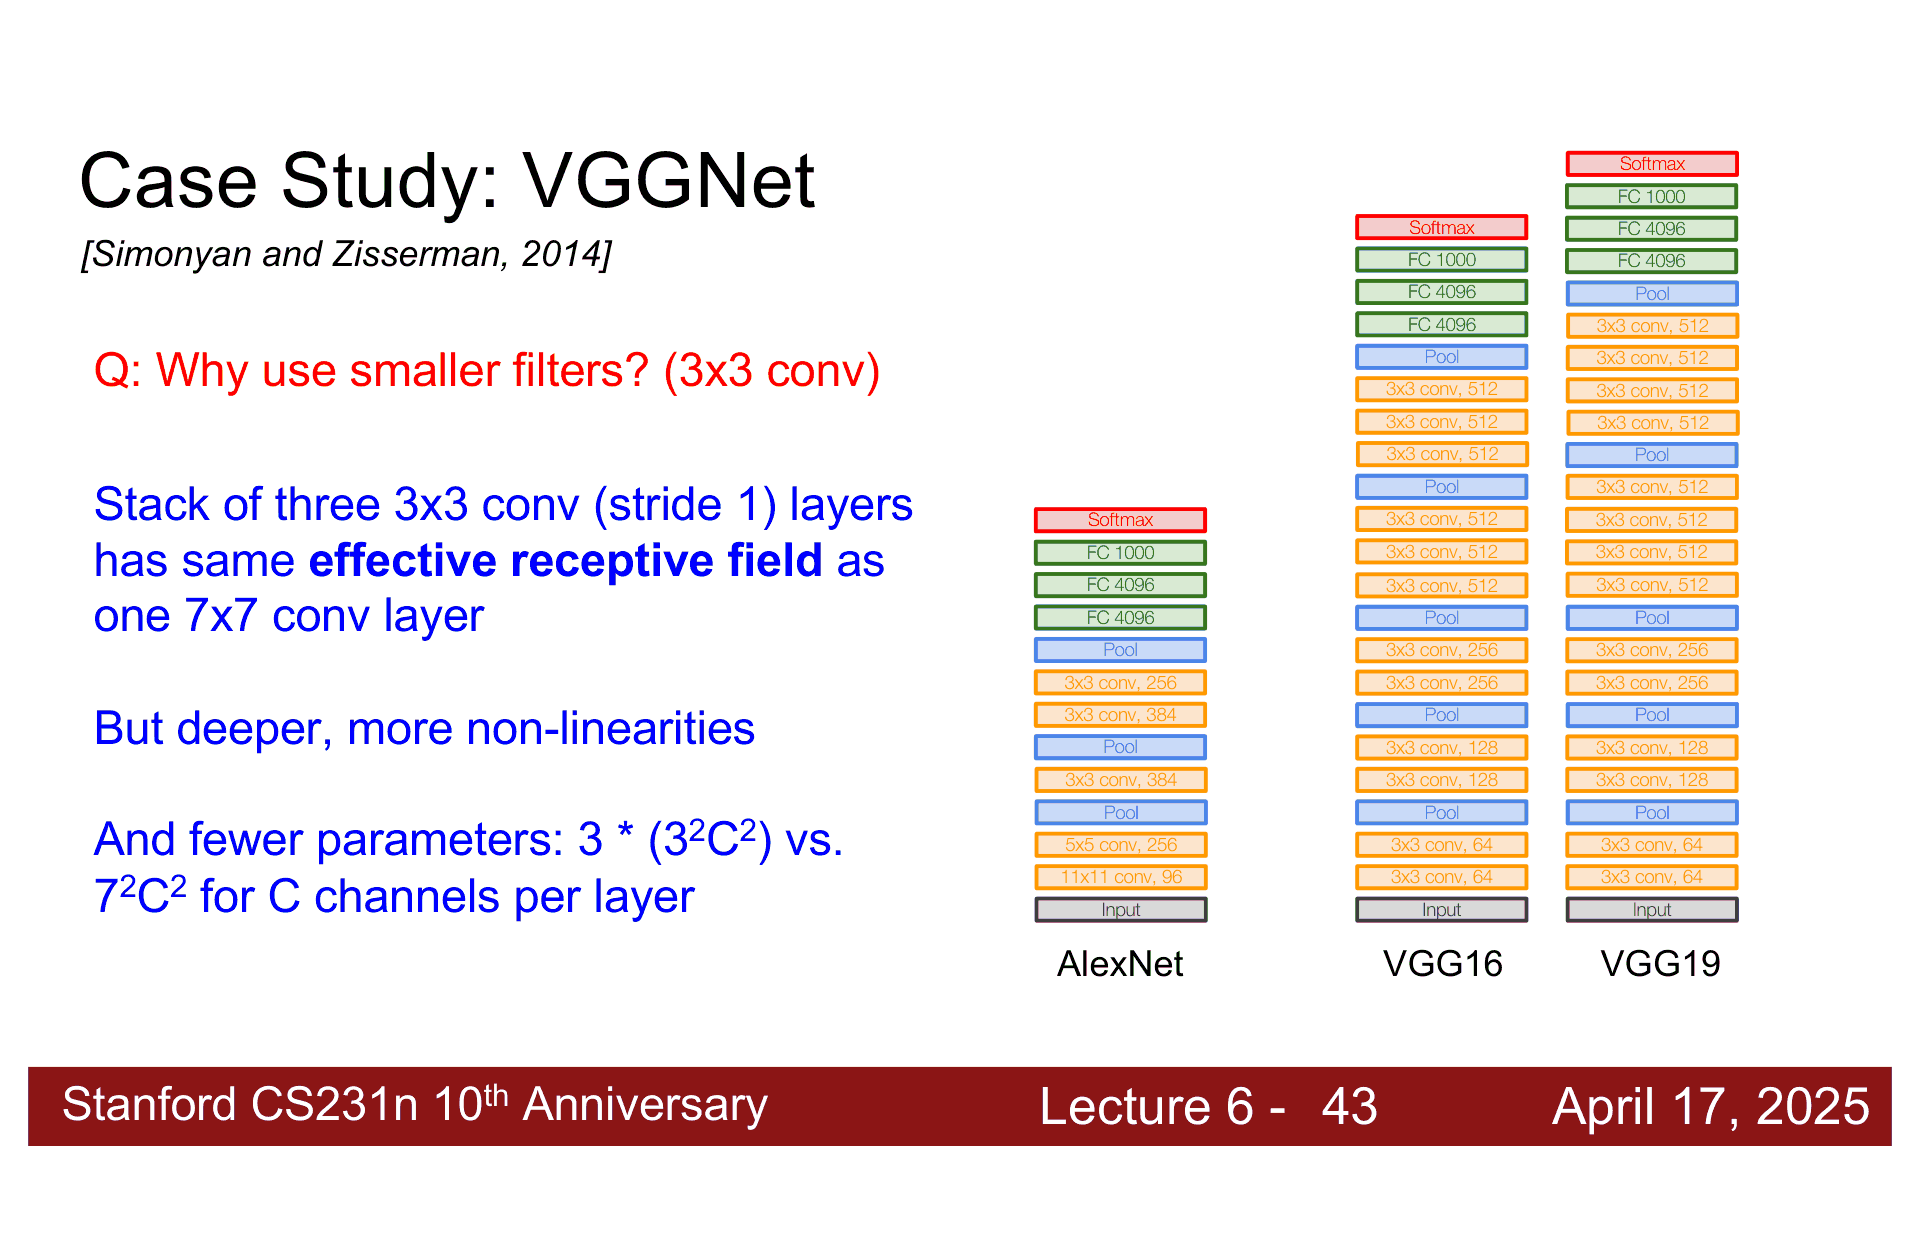 Case Study: VGGNet
[Simonyan and Zisserman, 2014]
Q: Why use smaller filters? (3x3 conv)
Stack of three 3x3 conv (stride 1) layers
has same effective receptive field as
one 7x7 conv layer
But deeper, more non-linearities
And fewer parameters: 3 * (3²C²) vs.
7²C² for C channels per layer
Softmax
FC 1000
FC 4096
FC 4096
Pool
3x3 conv, 256
3x3 conv, 384
Pool
3x3 conv, 384
Pool
5x5 conv, 256
11x11 conv, 96
Input
AlexNet
Softmax
FC 1000
FC 4096
FC 4096
Pool
3x3 conv, 512
3x3 conv, 512
3x3 conv, 512
Pool
3x3 conv, 512
3x3 conv, 512
3x3 conv, 512
Pool
3x3 conv, 256
3x3 conv, 256
Pool
3x3 conv, 128
3x3 conv, 128
Pool
3x3 conv, 64
3x3 conv, 64
Input
VGG16
Softmax
FC 1000
FC 4096
FC 4096
Pool
3x3 conv, 512
3x3 conv, 512
3x3 conv, 512
3x3 conv, 512
Pool
3x3 conv, 512
3x3 conv, 512
3x3 conv, 512
3x3 conv, 512
Pool
3x3 conv, 256
3x3 conv, 256
Pool
3x3 conv, 128
3x3 conv, 128
Pool
3x3 conv, 64
3x3 conv, 64
Input
VGG19
Stanford CS231n 10th Anniversary
Lecture 6 - 43
April 17, 2025